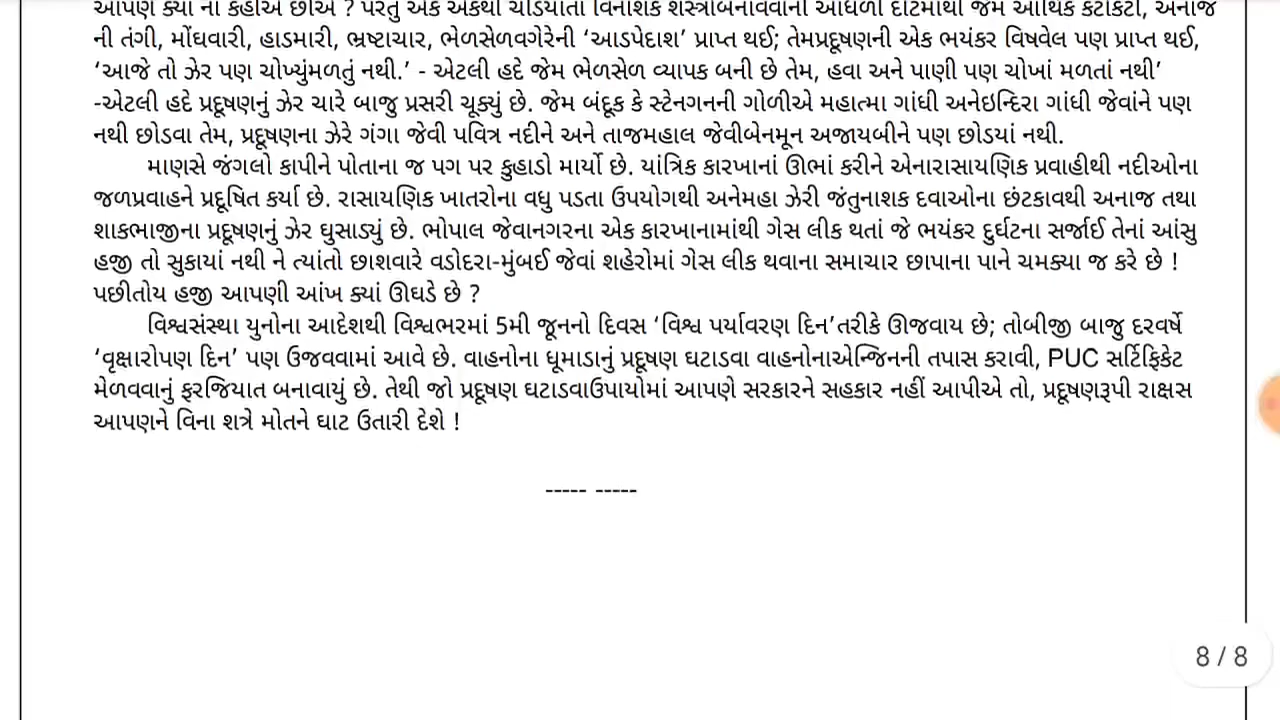 આપણે ક્યાં ના કહીએ છીએ ? પરંતુ એક એકથી ચડિયાતાં વિનાશક શસ્ત્રોબનાવવાની આંધળી દોટમાંથી જેમ આર્થિક કટોકટી, અનાજ
ની તંગી, મોંઘવારી, હાડમારી, ભ્રષ્ટાચાર, ભેળસેળવગેરેની ‘આડપેદાશ’ પ્રાપ્ત થઈ; તેમપ્રદૂષણની એક ભયંકર વિષવેલ પણ પ્રાપ્ત થઈ,
‘આજે તો ઝેર પણ ચોખ્ખુંમળતું નથી.’ - એટલી હદે જેમ ભેળસેળ વ્યાપક બની છે તેમ, હવા અને પાણી પણ ચોખાં મળતાં નથી’
-એટલી હદે પ્રદૂષણનું ઝેર ચારે બાજુ પ્રસરી ચૂક્યું છે. જેમ બંદૂક કે સ્ટેનગનની ગોળીએ મહાત્મા ગાંધી અનેઇન્દિરા ગાંધી જેવાંને પણ
નથી છોડવા તેમ, પ્રદૂષણના ઝેરે ગંગા જેવી પવિત્ર નદીને અને તાજમહાલ જેવીબેનમૂન અજાયબીને પણ છોડયાં નથી.
માણસે જંગલો કાપીને પોતાના જ પગ પર કુહાડો માર્યો છે. યાંત્રિક કારખાનાં ઊભાં કરીને એનારાસાયણિક પ્રવાહીથી નદીઓના
જળપ્રવાહને પ્રદૂષિત કર્યા છે. રાસાયણિક ખાતરોના વધુ પડતા ઉપયોગથી અનેમહા ઝેરી જંતુનાશક દવાઓના છંટકાવથી અનાજ તથા
શાકભાજીના પ્રદૂષણનું ઝેર ઘુસાડ્યું છે. ભોપાલ જેવાનગરના એક કારખાનામાંથી ગેસ લીક થતાં જે ભયંકર દુર્ઘટના સર્જાઈ તેનાં આંસુ
હજી તો સુકાયાં નથી ને ત્યાંતો છાશવારે વડોદરા-મુંબઈ જેવાં શહેરોમાં ગેસ લીક થવાના સમાચાર છાપાના પાને ચમક્યા જ કરે છે !
પછીતોય હજી આપણી આંખ ક્યાં ઊઘડે છે ?
વિશ્વસંસ્થા યુનોના આદેશથી વિશ્વભરમાં 5મી જૂનનો દિવસ ‘વિશ્વ પર્યાવરણ દિન’તરીકે ઊજવાય છે; તોબીજી બાજુ દરવર્ષે
‘વૃક્ષારોપણ દિન’ પણ ઉજવવામાં આવે છે. વાહનોના ધૂમાડાનું પ્રદૂષણ ઘટાડવા વાહનોનાએન્જિનની તપાસ કરાવી, PUC સર્ટિફિકેટ
મેળવવાનું ફરજિયાત બનાવાયું છે. તેથી જો પ્રદૂષણ ઘટાડવાઉપાયોમાં આપણે સરકારને સહકાર નહીં આપીએ તો, પ્રદૂષણરૂપી રાક્ષસ
આપણને વિના શત્રે મોતને ઘાટ ઉતારી દેશે !
----- -----
8 / 8